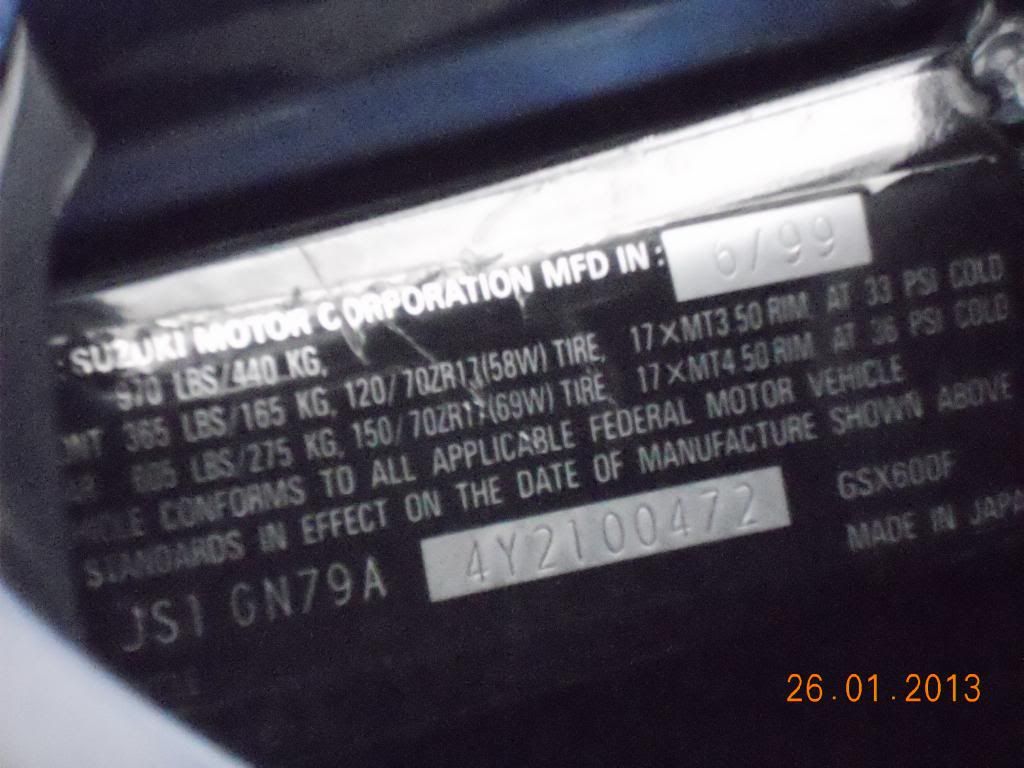 SUZUKI MOTOR CORPORATION MFD IN: 6/99
970 LBS/440 KG,
365 LBS/165 KG, 120/70ZR17(58W) TIRE, 17×MT3.50 RIM, AT 33 PSI COLD
605 LBS/275 KG, 150/70ZR17(69W) TIRE, 17×MT4.50 RIM, AT 36 PSI COLD
CONFORMS TO ALL APPLICABLE FEDERAL MOTOR VEHICLE
STANDARDS IN EFFECT ON THE DATE OF MANUFACTURE SHOWN ABOVE
JS1 GN79A 4Y2100472 GSX600F
MADE IN JAPA
26.01.2013